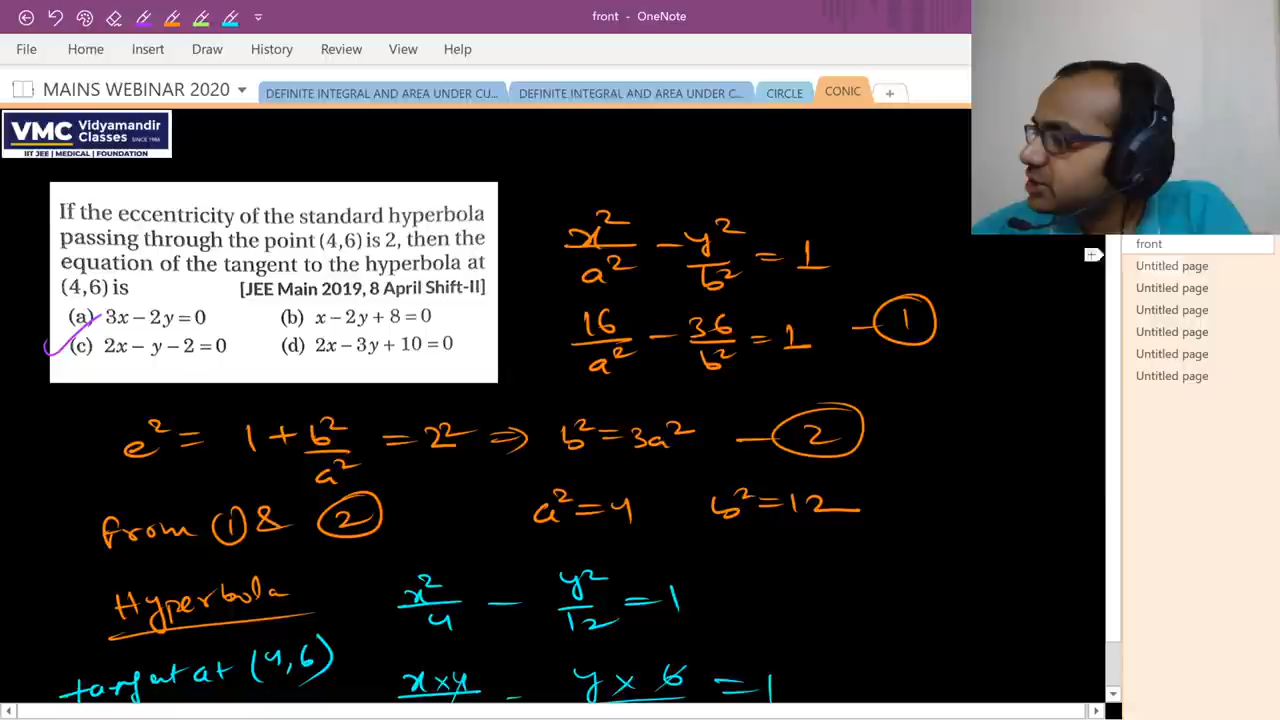 front - OneNote
File Home Insert Draw History Review View Help
MAINS WEBINAR 2020
DEFINITE INTEGRAL AND AREA UNDER CU...
DEFINITE INTEGRAL AND AREA UNDER C...
CIRCLE
CONIC
VMC Vidyamandir Classes SINCE 1986
IIT JEE | MEDICAL | FOUNDATION
If the eccentricity of the standard hyperbola
passing through the point (4,6) is 2, then the
equation of the tangent to the hyperbola at
(4,6) is [JEE Main 2019, 8 April Shift-II]
(a) 3x − 2y = 0 (b) x − 2y + 8 = 0
(c) 2x − y − 2 = 0 (d) 2x − 3y + 10 = 0
x²/a² − y²/b² = 1
16/a² − 36/b² = 1 — ①
e² = 1 + b²/a² = 2² ⇒ b² = 3a² — ②
from ① & ② a² = 4 b² = 12
Hyperbola x²/4 − y²/12 = 1
tangent at (4,6) x×4 − y×6 = 1
front
Untitled page
Untitled page
Untitled page
Untitled page
Untitled page
Untitled page